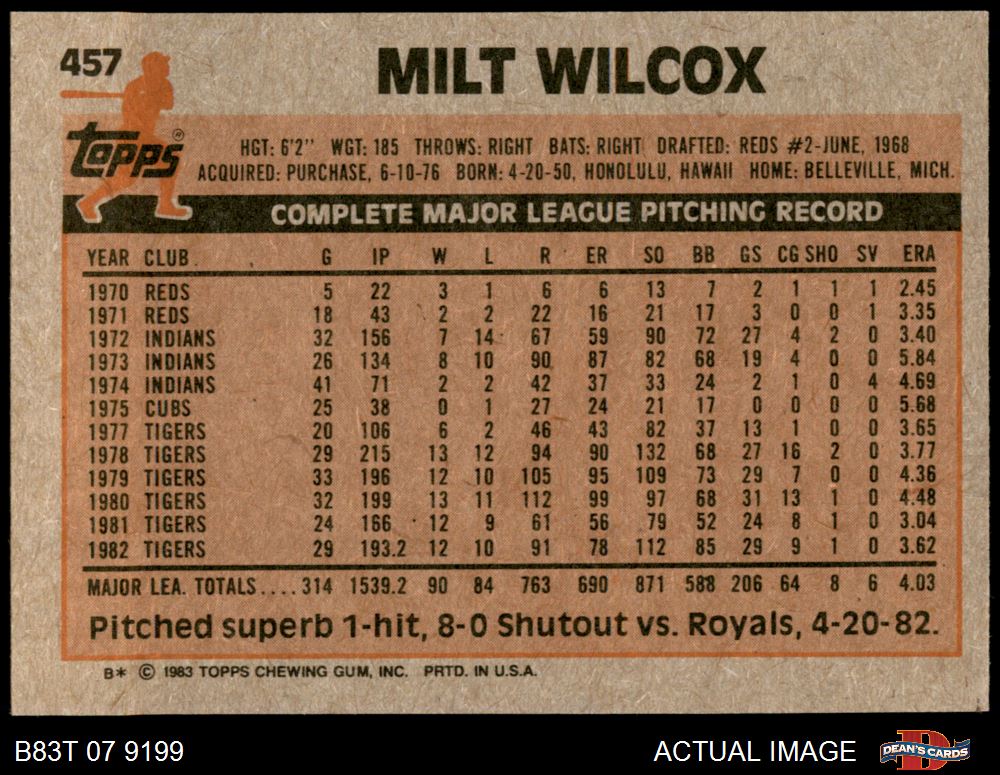 457 MILT WILCOX
Topps ®
HGT: 6'2" WGT: 185 THROWS: RIGHT BATS: RIGHT DRAFTED: REDS #2-JUNE, 1968
ACQUIRED: PURCHASE, 6-10-76 BORN: 4-20-50, HONOLULU, HAWAII HOME: BELLEVILLE, MICH.
COMPLETE MAJOR LEAGUE PITCHING RECORD
YEAR CLUB G IP W L R ER SO BB GS CG SHO SV ERA
1970 REDS 5 22 3 1 6 6 13 7 2 1 1 1 2.45
1971 REDS 18 43 2 2 22 16 21 17 3 0 0 1 3.35
1972 INDIANS 32 156 7 14 67 59 90 72 27 4 2 0 3.40
1973 INDIANS 26 134 8 10 90 87 82 68 19 4 0 0 5.84
1974 INDIANS 41 71 2 2 42 37 33 24 2 1 0 4 4.69
1975 CUBS 25 38 0 1 27 24 21 17 0 0 0 0 5.68
1977 TIGERS 20 106 6 2 46 43 82 37 13 1 0 0 3.65
1978 TIGERS 29 215 13 12 94 90 132 68 27 16 2 0 3.77
1979 TIGERS 33 196 12 10 105 95 109 73 29 7 0 0 4.36
1980 TIGERS 32 199 13 11 112 99 97 68 31 13 1 0 4.48
1981 TIGERS 24 166 12 9 61 56 79 52 24 8 1 0 3.04
1982 TIGERS 29 193.2 12 10 91 78 112 85 29 9 1 0 3.62
MAJOR LEA. TOTALS.... 314 1539.2 90 84 763 690 871 588 206 64 8 6 4.03
Pitched superb 1-hit, 8-0 Shutout vs. Royals, 4-20-82.
B* © 1983 TOPPS CHEWING GUM, INC. PRTD. IN U.S.A.
B83T 07 9199 ACTUAL IMAGE DEAN'S CARDS